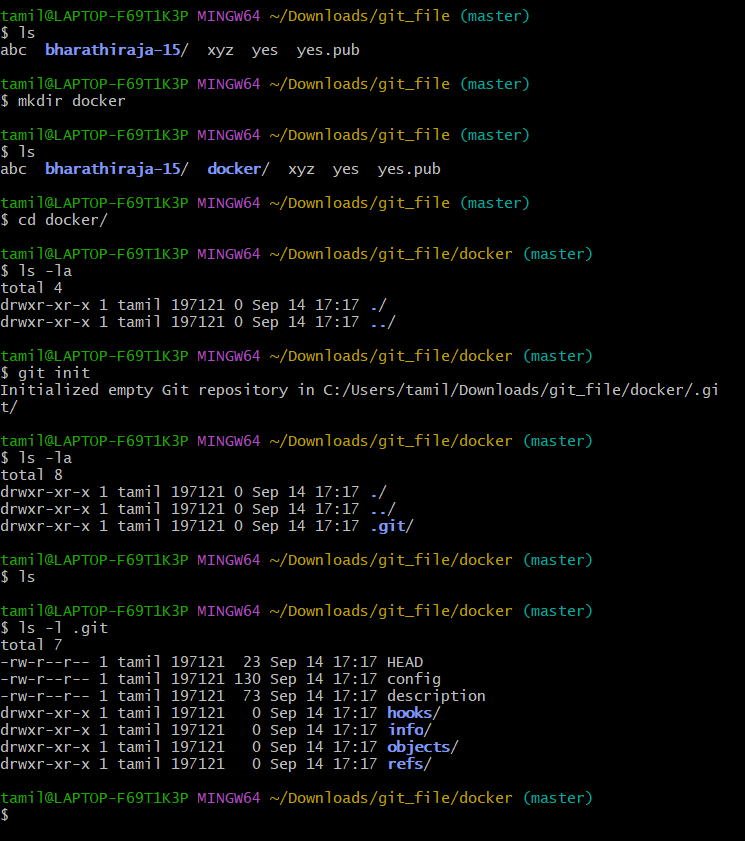 tamil@LAPTOP-F69T1K3P MINGW64 ~/Downloads/git_file (master)
$ ls
abc  bharathiraja-15/  xyz  yes  yes.pub
tamil@LAPTOP-F69T1K3P MINGW64 ~/Downloads/git_file (master)
$ mkdir docker
tamil@LAPTOP-F69T1K3P MINGW64 ~/Downloads/git_file (master)
$ ls
abc  bharathiraja-15/  docker/  xyz  yes  yes.pub
tamil@LAPTOP-F69T1K3P MINGW64 ~/Downloads/git_file (master)
$ cd docker/
tamil@LAPTOP-F69T1K3P MINGW64 ~/Downloads/git_file/docker (master)
$ ls -la
total 4
drwxr-xr-x 1 tamil 197121 0 Sep 14 17:17 ./
drwxr-xr-x 1 tamil 197121 0 Sep 14 17:17 ../
tamil@LAPTOP-F69T1K3P MINGW64 ~/Downloads/git_file/docker (master)
$ git init
Initialized empty Git repository in C:/Users/tamil/Downloads/git_file/docker/.gi
t/
tamil@LAPTOP-F69T1K3P MINGW64 ~/Downloads/git_file/docker (master)
$ ls -la
total 8
drwxr-xr-x 1 tamil 197121 0 Sep 14 17:17 ./
drwxr-xr-x 1 tamil 197121 0 Sep 14 17:17 ../
drwxr-xr-x 1 tamil 197121 0 Sep 14 17:17 .git/
tamil@LAPTOP-F69T1K3P MINGW64 ~/Downloads/git_file/docker (master)
$ ls
tamil@LAPTOP-F69T1K3P MINGW64 ~/Downloads/git_file/docker (master)
$ ls -l .git
total 7
-rw-r--r-- 1 tamil 197121  23 Sep 14 17:17 HEAD
-rw-r--r-- 1 tamil 197121 130 Sep 14 17:17 config
-rw-r--r-- 1 tamil 197121  73 Sep 14 17:17 description
drwxr-xr-x 1 tamil 197121   0 Sep 14 17:17 hooks/
drwxr-xr-x 1 tamil 197121   0 Sep 14 17:17 info/
drwxr-xr-x 1 tamil 197121   0 Sep 14 17:17 objects/
drwxr-xr-x 1 tamil 197121   0 Sep 14 17:17 refs/
tamil@LAPTOP-F69T1K3P MINGW64 ~/Downloads/git_file/docker (master)
$